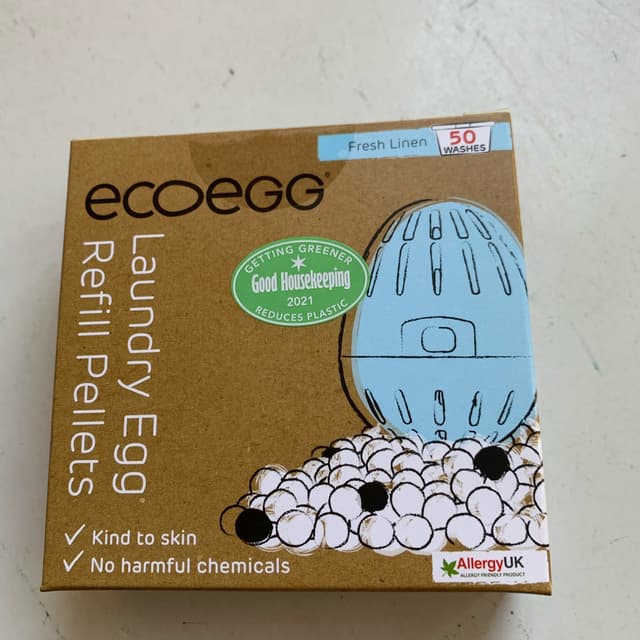 Fresh Linen
50
WASHES
ecoegg®
Laundry Egg®
Refill Pellets
GETTING GREENER
Good Housekeeping
2021
REDUCES PLASTIC
Kind to skin
No harmful chemicals
AllergyUK
ALLERGY FRIENDLY PRODUCT